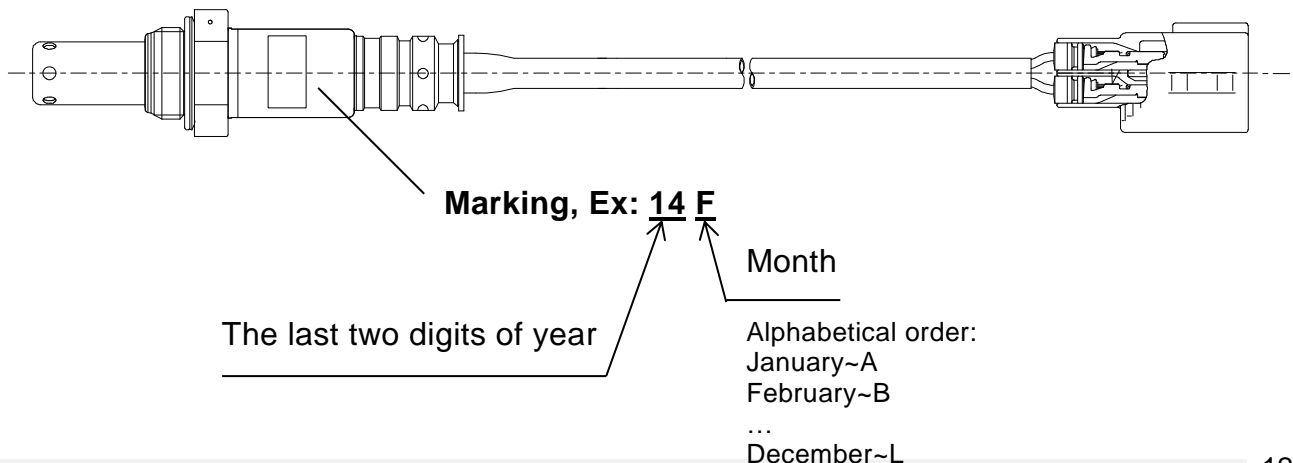 Marking, Ex: 14 F
Month
The last two digits of year
Alphabetical order:
January~A
February~B
…
December~L